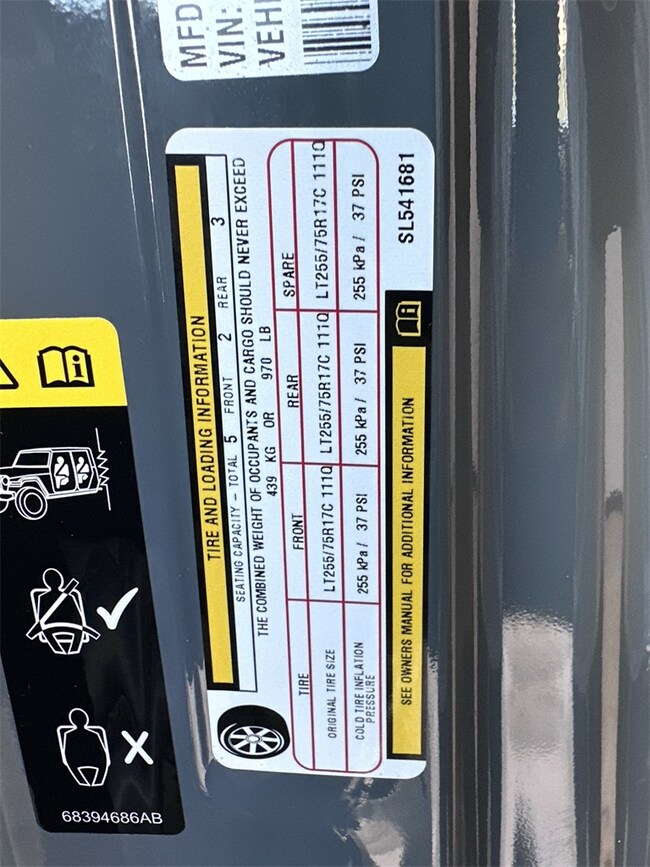 MFD
VIN:
VEHI
TIRE AND LOADING INFORMATION
SEATING CAPACITY - TOTAL 5 FRONT 2 REAR 3
THE COMBINED WEIGHT OF OCCUPANTS AND CARGO SHOULD NEVER EXCEED
439 KG OR 970 LB
TIRE FRONT REAR SPARE
ORIGINAL TIRE SIZE LT255/75R17C 111Q LT255/75R17C 111Q LT255/75R17C 111Q
COLD TIRE INFLATION
PRESSURE 255 kPa / 37 PSI 255 kPa / 37 PSI 255 kPa / 37 PSI
SEE OWNERS MANUAL FOR ADDITIONAL INFORMATION
SL541681
68394686AB